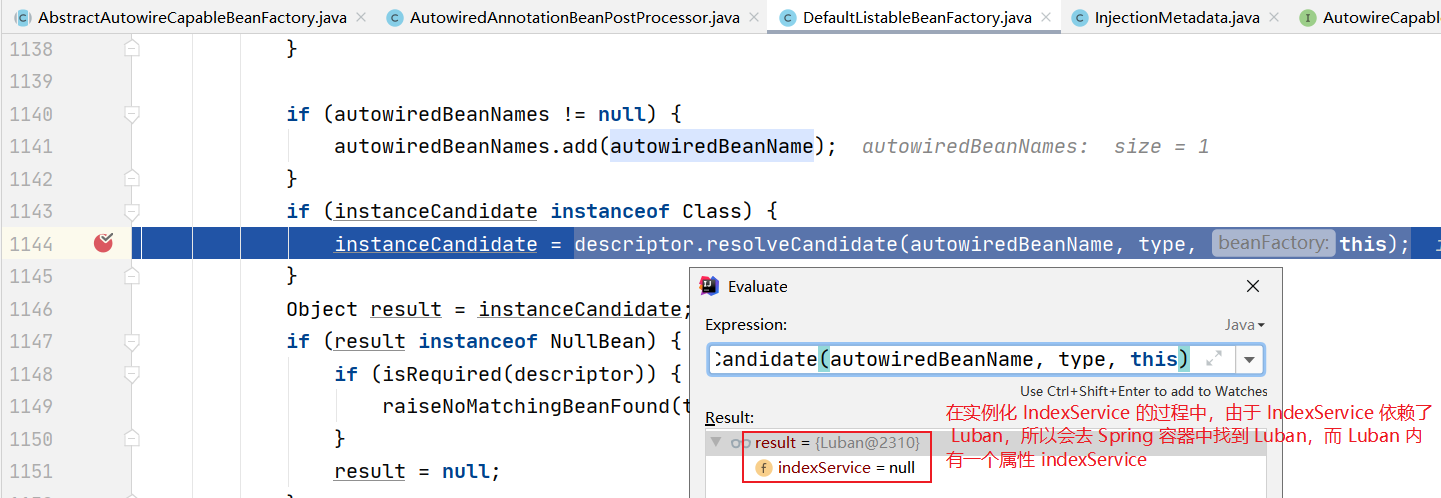 AbstractAutowireCapableBeanFactory.java × AutowiredAnnotationBeanPostProcessor.java × DefaultListableBeanFactory.java × InjectionMetadata.java × AutowireCapabl
1138 }
1139
1140 if (autowiredBeanNames != null) {
1141 autowiredBeanNames.add(autowiredBeanName); autowiredBeanNames: size = 1
1142 }
1143 if (instanceCandidate instanceof Class) {
1144 instanceCandidate = descriptor.resolveCandidate(autowiredBeanName, type, beanFactory: this);
1145 }
1146 Object result = instanceCandidate;
1147 if (result instanceof NullBean) {
1148 if (isRequired(descriptor)) {
1149 raiseNoMatchingBeanFound(t
1150 }
1151 result = null;
Evaluate
Expression: Java
Candidate(autowiredBeanName, type, this)
Use Ctrl+Shift+Enter to add to Watches
Result:
result = {Luban@2310}
indexService = null
在实例化 IndexService 的过程中，由于 IndexService 依赖了
Luban，所以会去 Spring 容器中找到 Luban，而 Luban 内
有一个属性 indexService